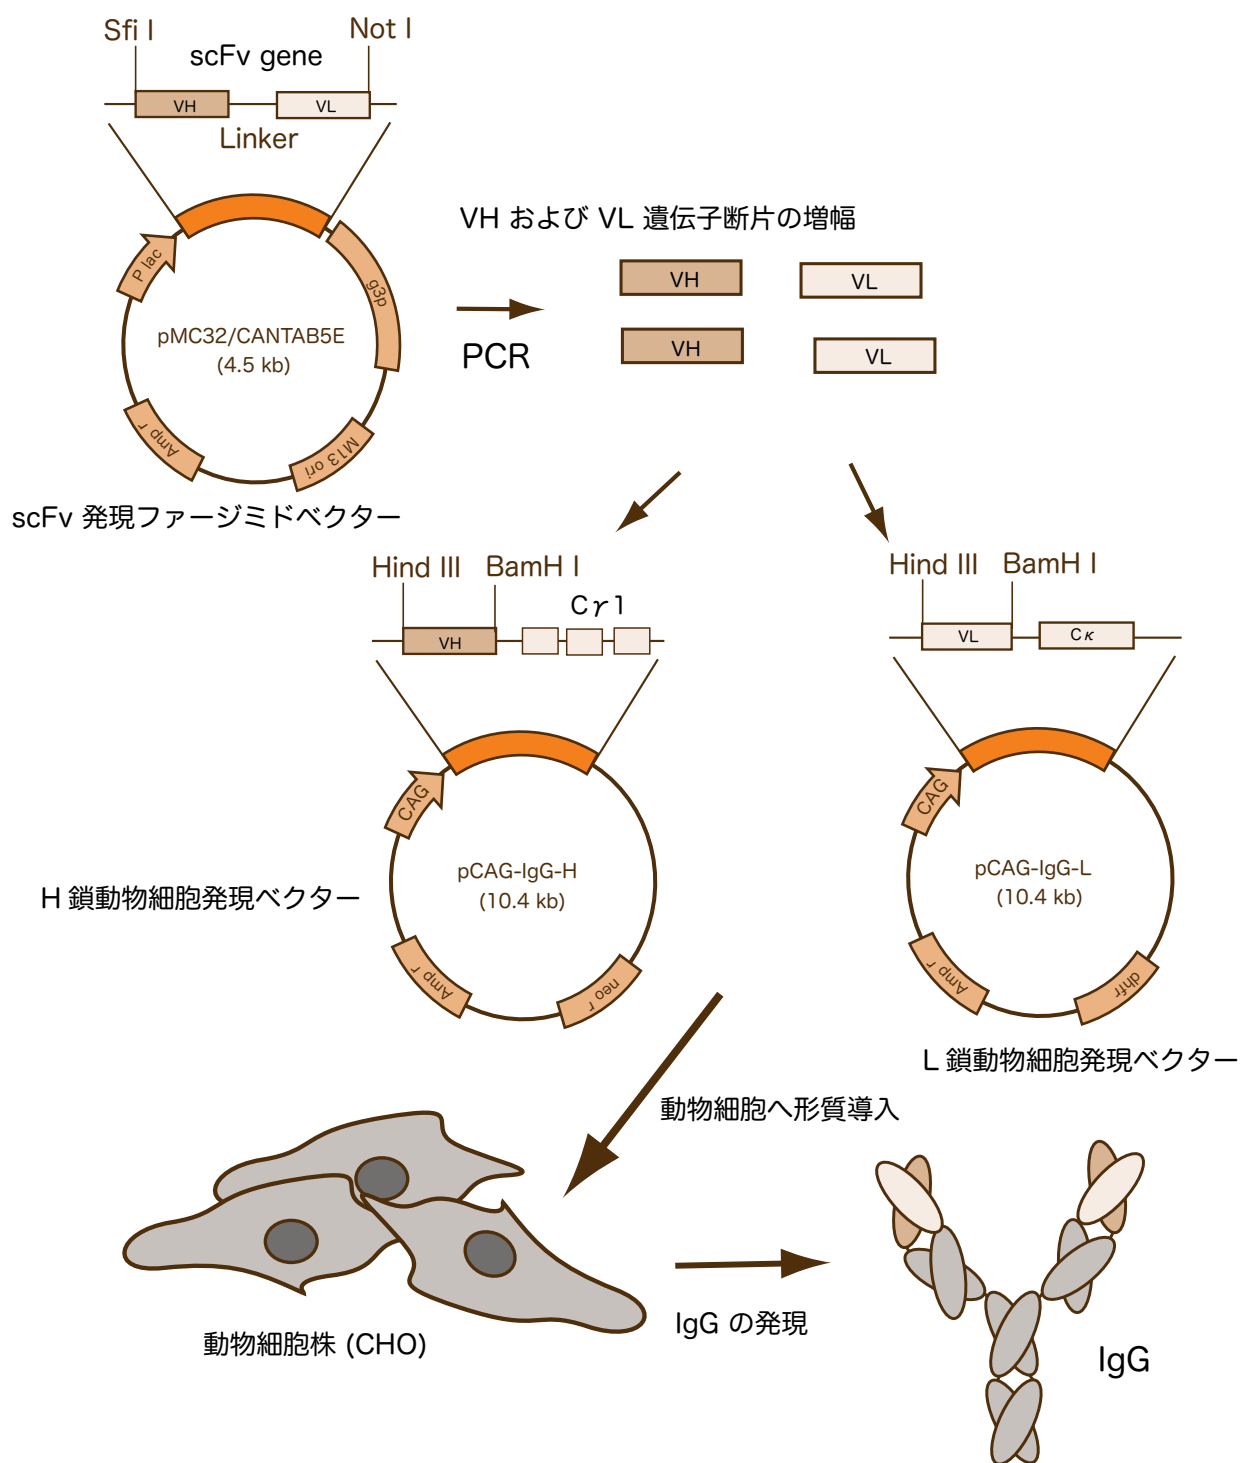 Sfi I
Not I
scFv gene
VH
VL
Linker
P lac
g3p
pMC32/CANTAB5E
(4.5 kb)
Amp r
M13 ori
scFv 発現ファージミドベクター
VH および VL 遺伝子断片の増幅
VH
VL
VH
VL
PCR
Hind III
BamH I
Cγ1
VH
CAG
pCAG-IgG-H
(10.4 kb)
Amp r
neo r
H 鎖動物細胞発現ベクター
Hind III
BamH I
VL
Cκ
CAG
pCAG-IgG-L
(10.4 kb)
Amp r
dhfr
L 鎖動物細胞発現ベクター
動物細胞へ形質導入
動物細胞株 (CHO)
IgG の発現
IgG